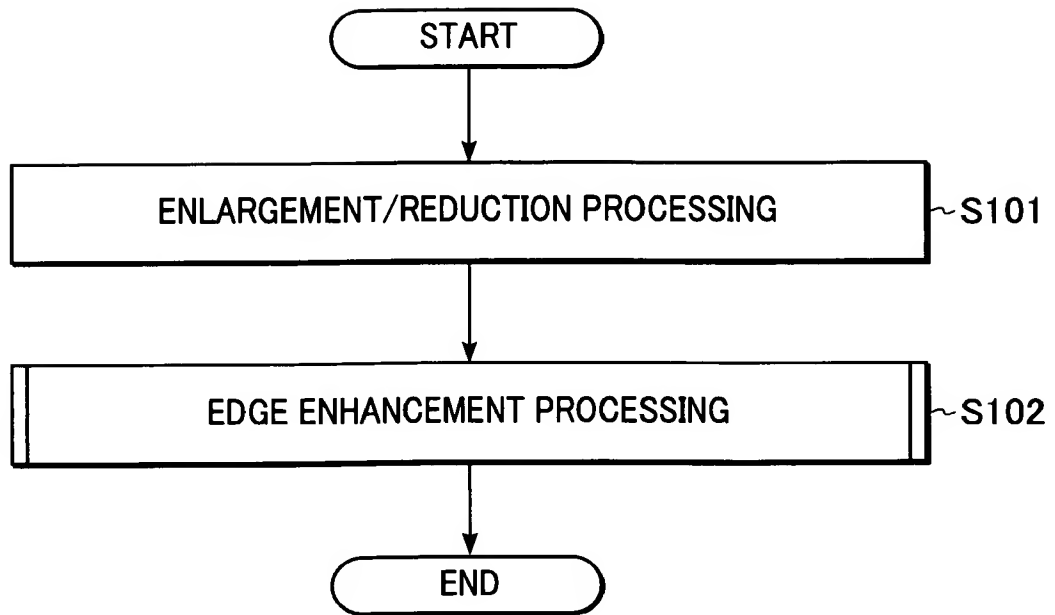 START
ENLARGEMENT/REDUCTION PROCESSING
S101
EDGE ENHANCEMENT PROCESSING
S102
END